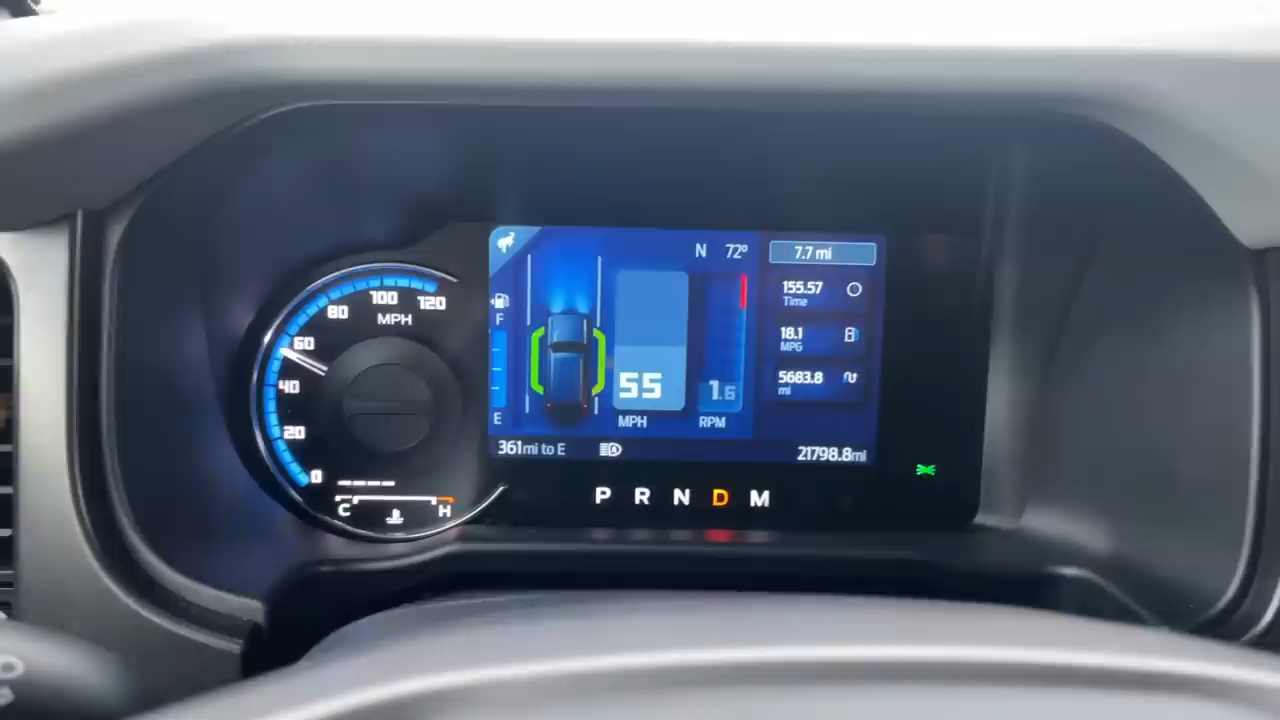 N 72°
7.7 mi
155.57
Time
18.1
MPG
5683.8
mi
F
E
55
MPH
1.6
RPM
361mi to E
21798.8mi
120
100
80
MPH
60
40
20
0
C H
P R N D M